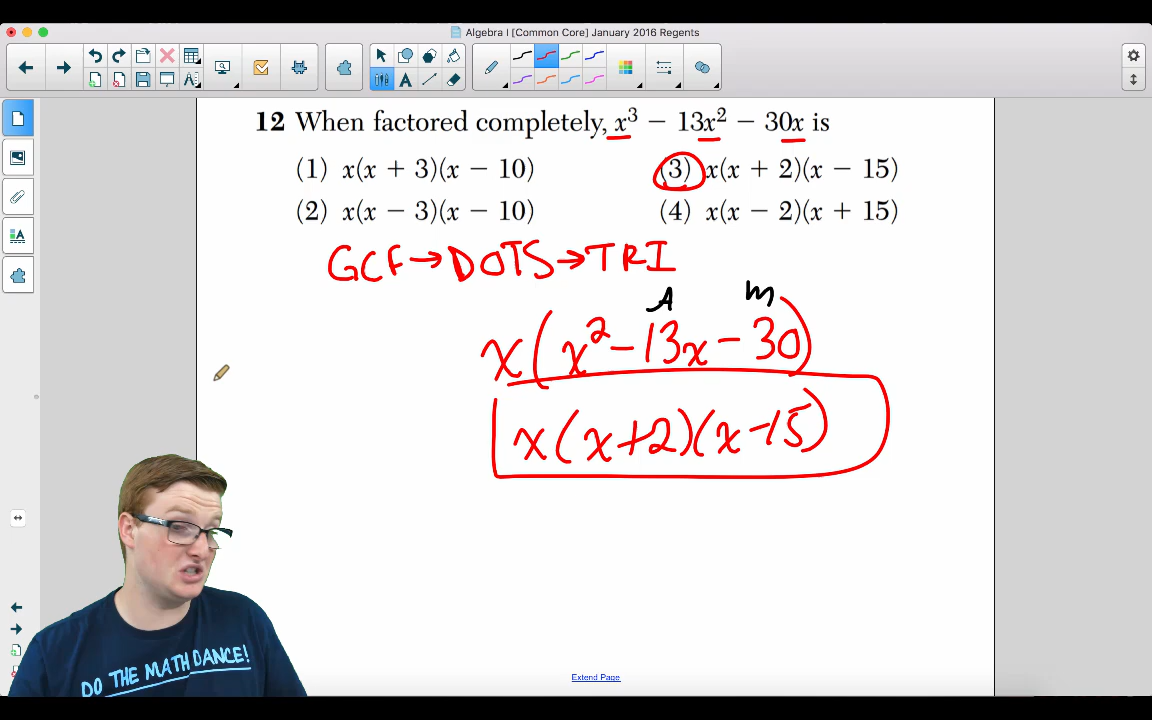 Algebra I [Common Core] January 2016 Regents
12 When factored completely, x³ − 13x² − 30x is
(1) x(x + 3)(x − 10)
(3) x(x + 2)(x − 15)
(2) x(x − 3)(x − 10)
(4) x(x − 2)(x + 15)
GCF→DOTS→TRI
A M
x(x²−13x−30)
x(x+2)(x−15)
DO THE MATH DANCE!
Extend Page